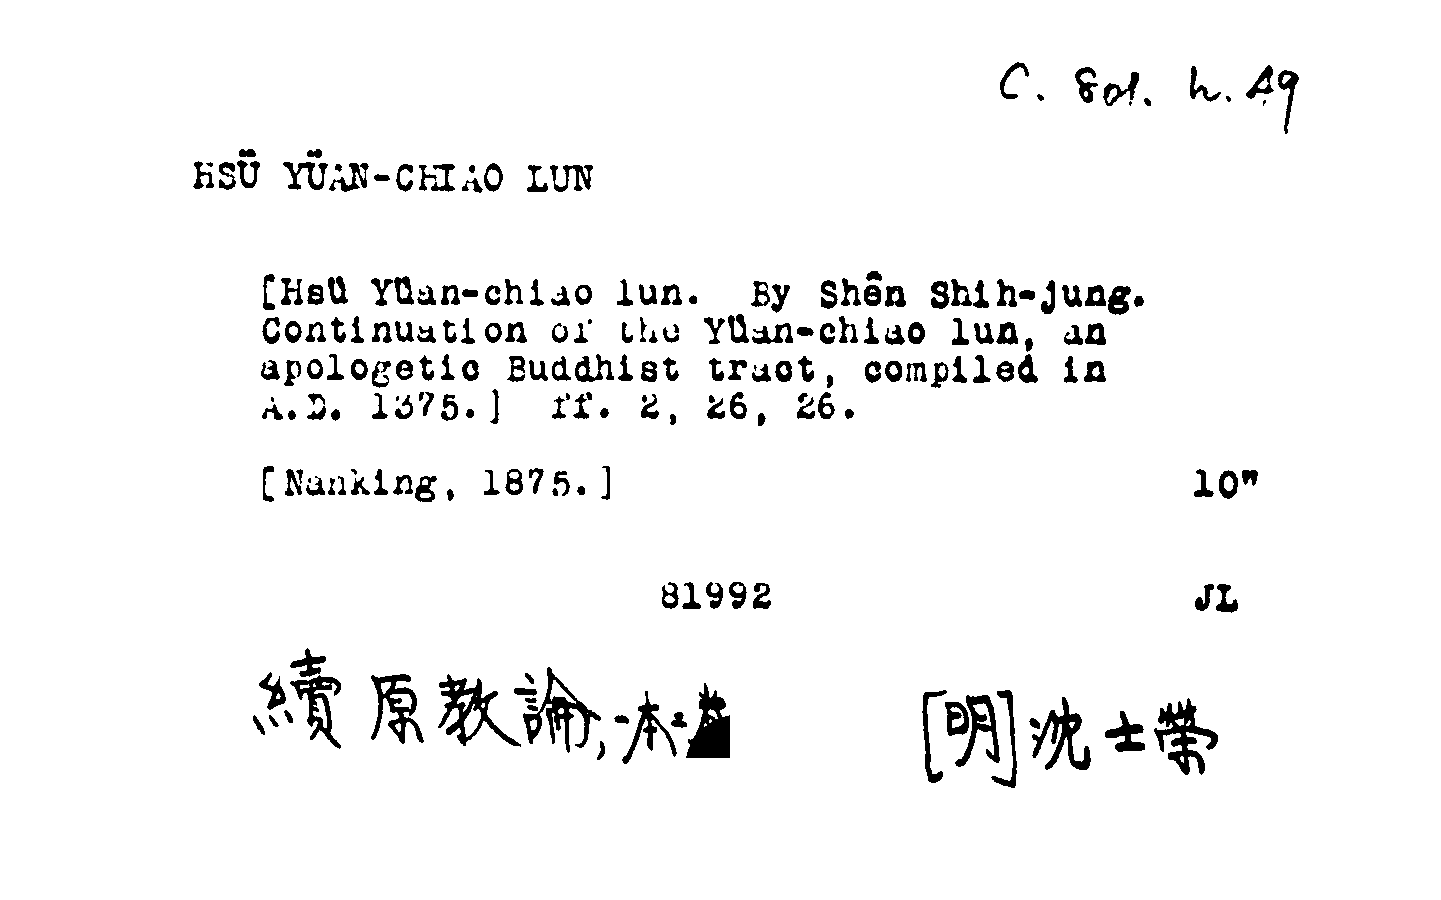 C. 801. h. 49
HSÜ YÜAN-CHIAO LUN
[Hsü Yüan-chiao lun. By Shên Shih-jung.
Continuation of the Yüan-chiao lun, an
apologetic Buddhist tract, compiled in
A.D. 1375.] ff. 2, 26, 26.
[Nanking, 1875.] 10"
81992 JL
續原教論, 一本二 [明]沈士榮